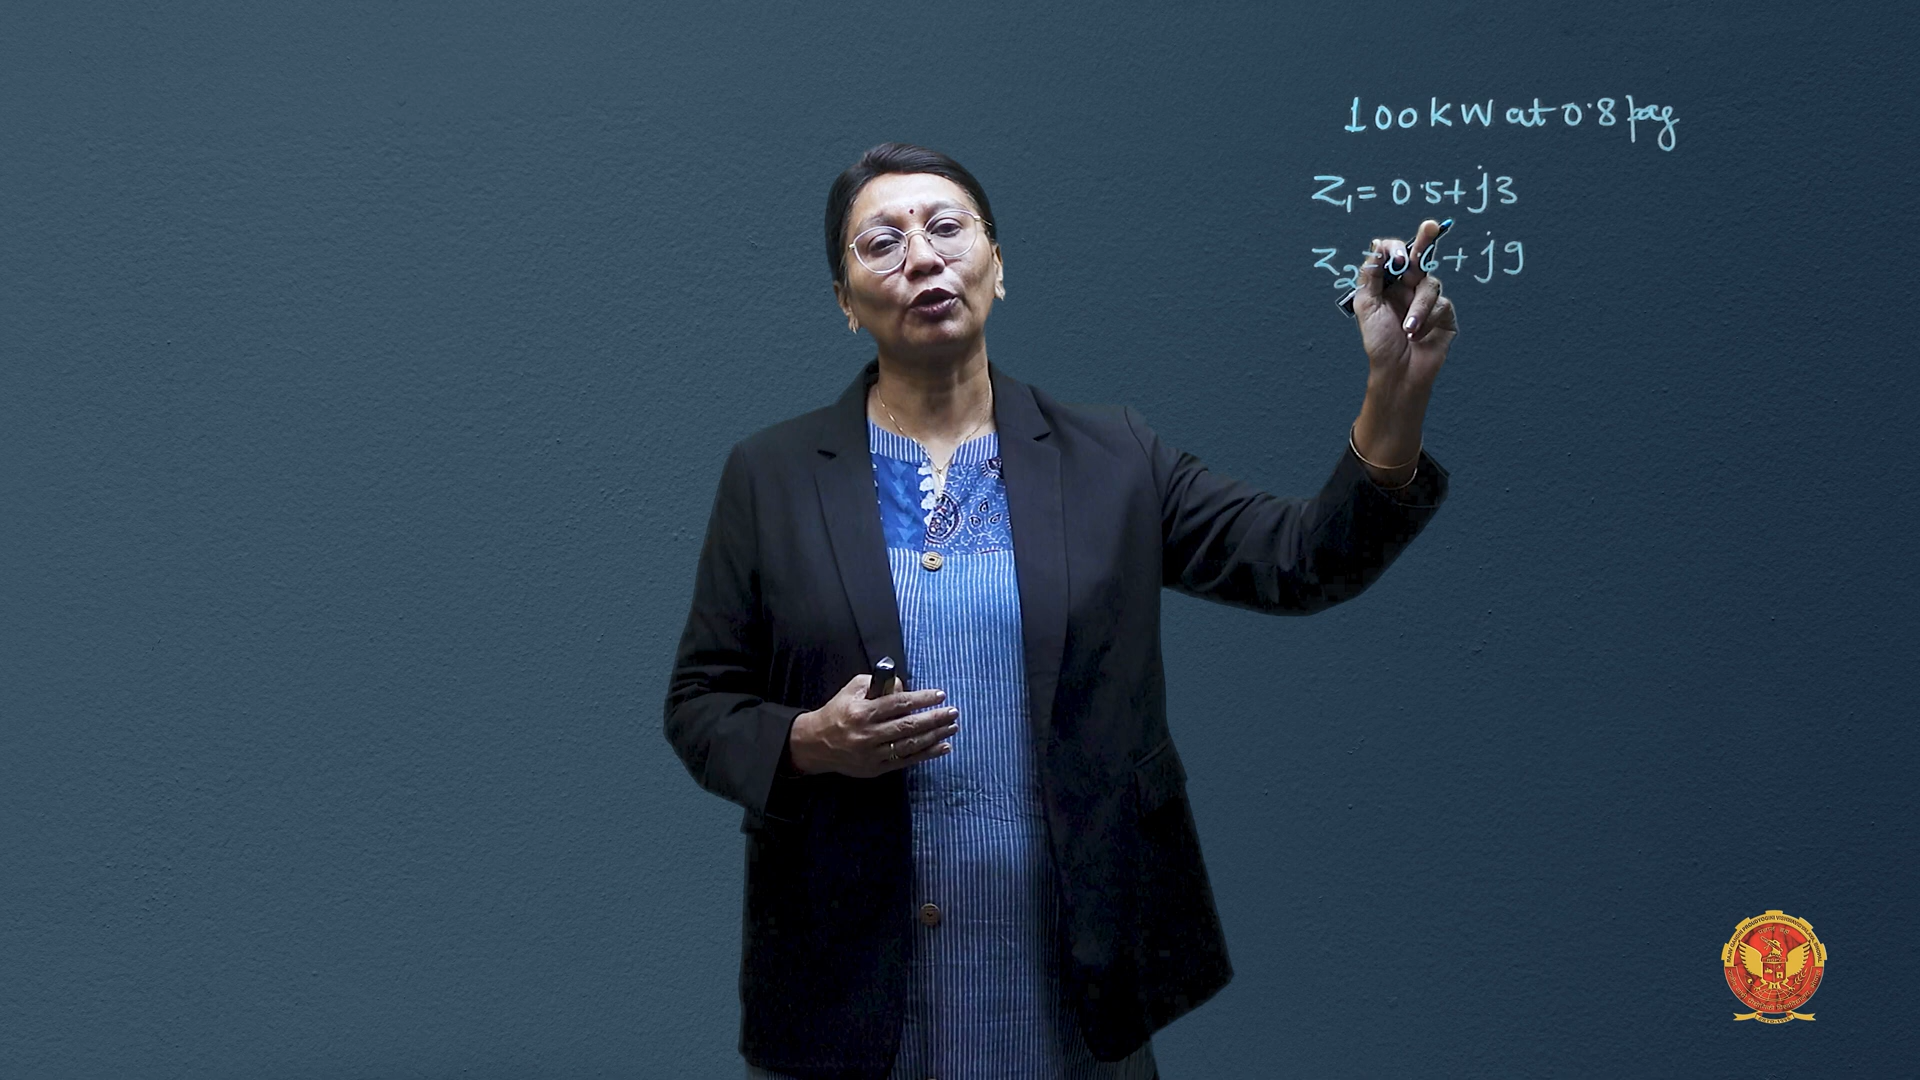 100 kW at 0.8 pag
Z1 = 0.5 + j3
Z2 = 0.6 + j9